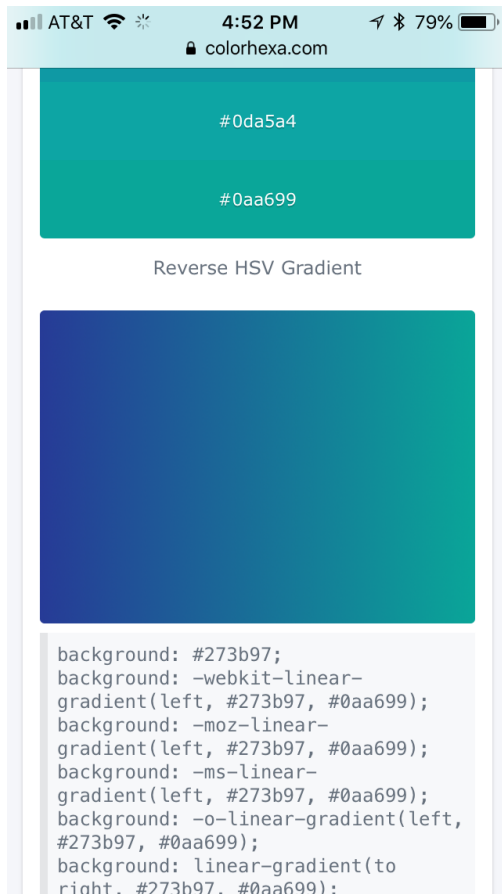 AT&T 4:52 PM 79%
colorhexa.com
#0da5a4
#0aa699
Reverse HSV Gradient
background: #273b97;
background: -webkit-linear-
gradient(left, #273b97, #0aa699);
background: -moz-linear-
gradient(left, #273b97, #0aa699);
background: -ms-linear-
gradient(left, #273b97, #0aa699);
background: -o-linear-gradient(left,
#273b97, #0aa699);
background: linear-gradient(to
right, #273b97, #0aa699);